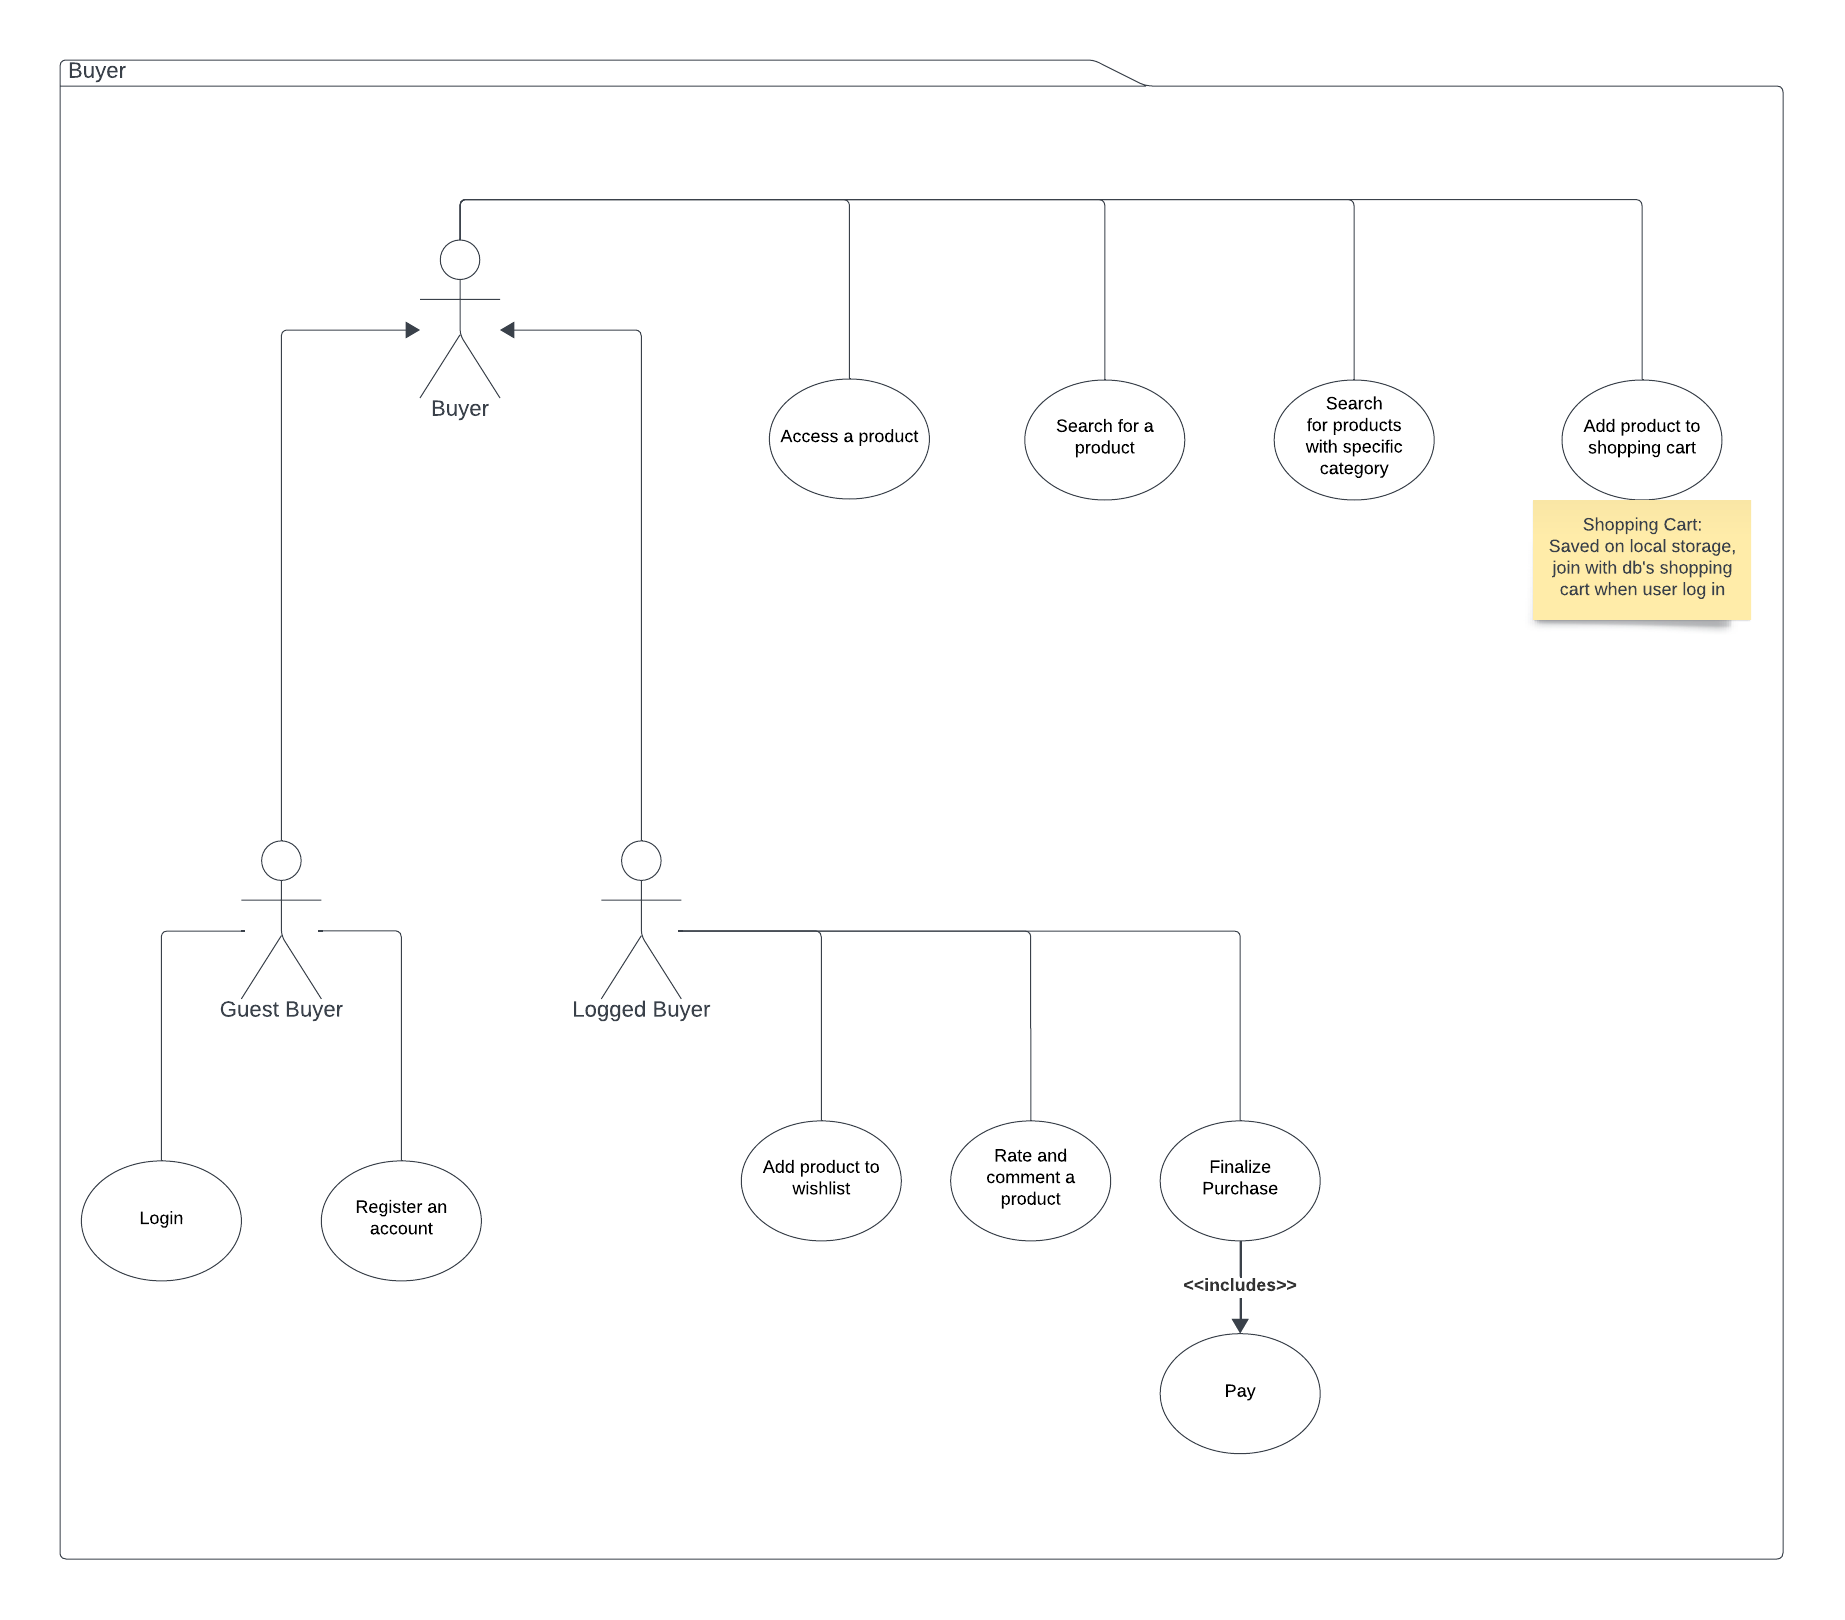 Buyer
Buyer
Access a product
Search for a
product
Search
for products
with specific
category
Add product to
shopping cart
Shopping Cart:
Saved on local storage,
join with db's shopping
cart when user log in
Guest Buyer
Logged Buyer
Login
Register an
account
Add product to
wishlist
Rate and
comment a
product
Finalize
Purchase
<<includes>>
Pay